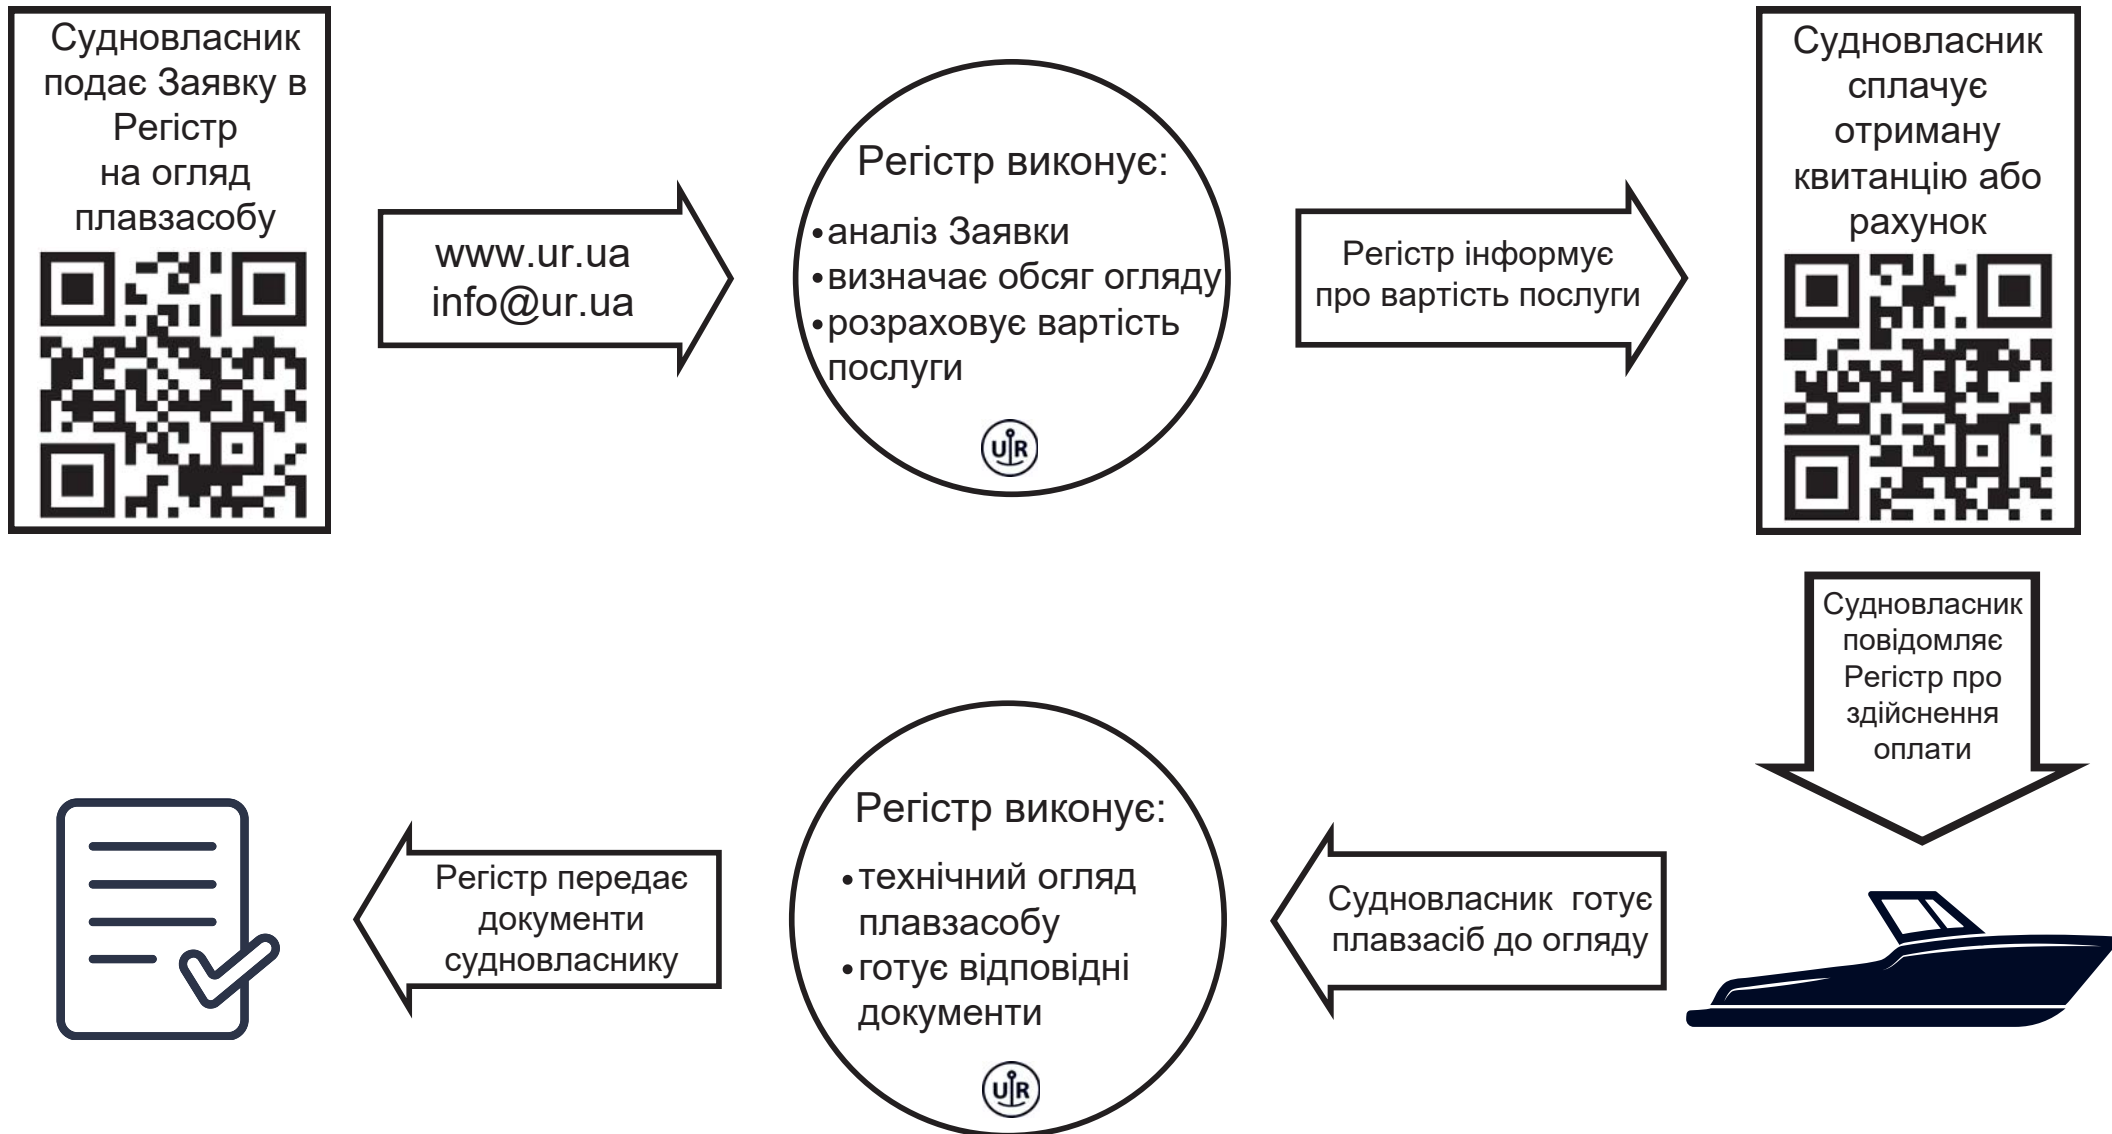 Судновласник
подає Заявку в
Регістр
на огляд
плавзасобу
www.ur.ua
info@ur.ua
Регістр виконує:
•аналіз Заявки
•визначає обсяг огляду
•розраховує вартість
послуги
UR
Регістр інформує
про вартість послуги
Судновласник
сплачує
отриману
квитанцію або
рахунок
Судновласник
повідомляє
Регістр про
здійснення
оплати
Судновласник готує
плавзасіб до огляду
Регістр виконує:
•технічний огляд
плавзасобу
•готує відповідні
документи
UR
Регістр передає
документи
судновласнику